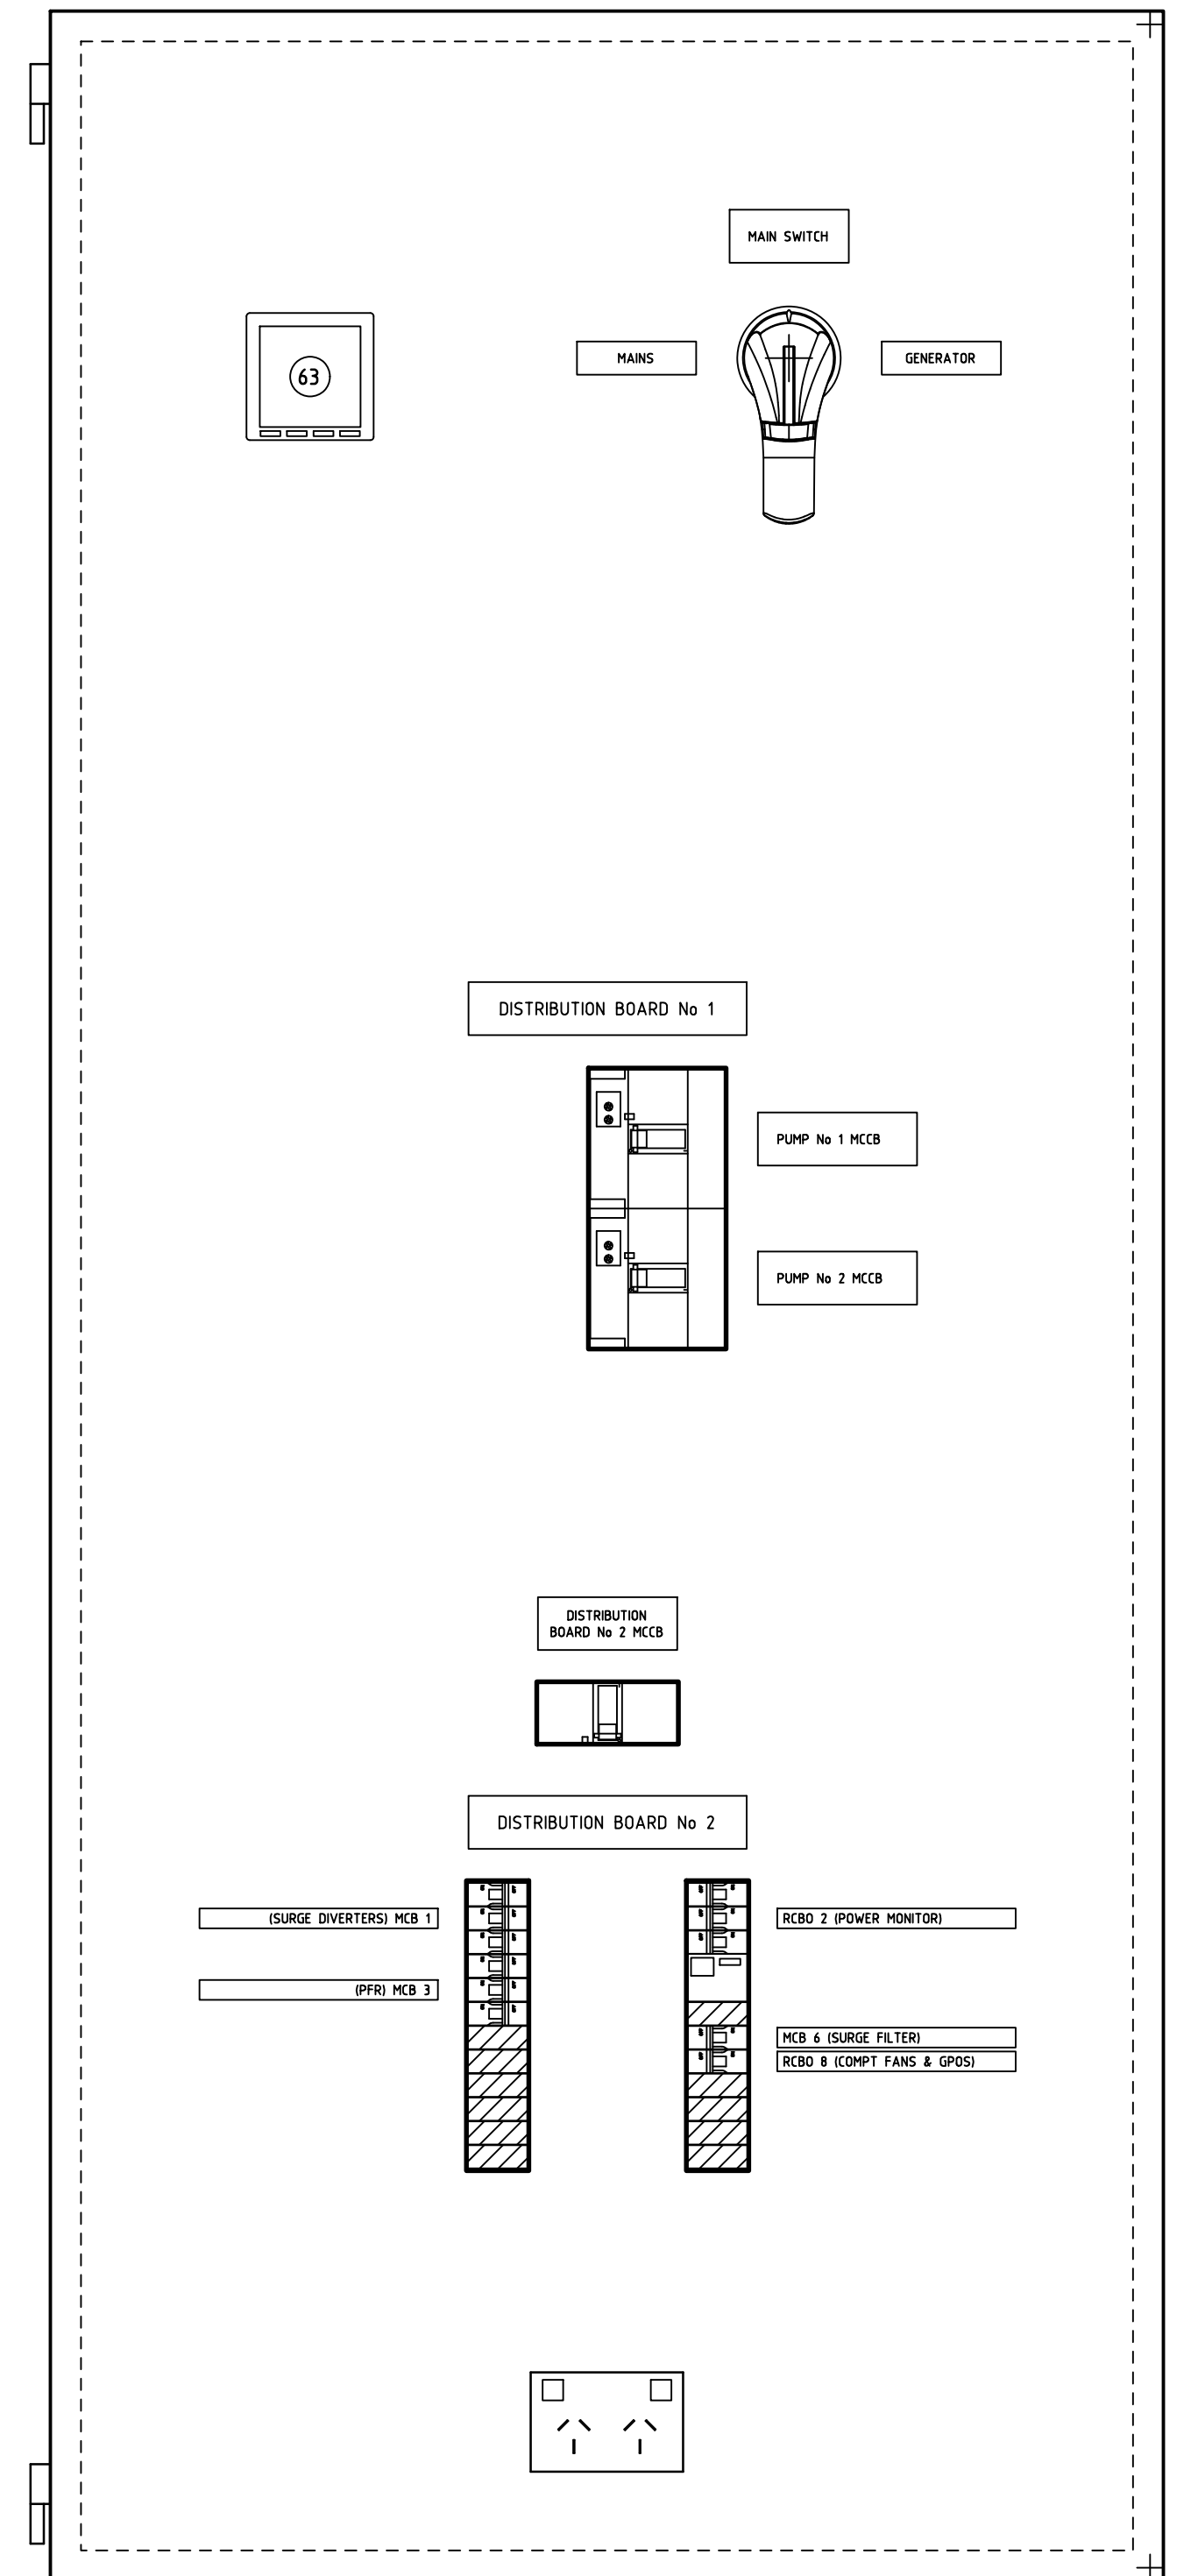 MAIN SWITCH
MAINS
GENERATOR
63
DISTRIBUTION BOARD No 1
PUMP No 1 MCCB
PUMP No 2 MCCB
DISTRIBUTION
BOARD No 2 MCCB
DISTRIBUTION BOARD No 2
(SURGE DIVERTERS) MCB 1
RCBO 2 (POWER MONITOR)
(PFR) MCB 3
MCB 6 (SURGE FILTER)
RCBO 8 (COMPT FANS & GPOS)